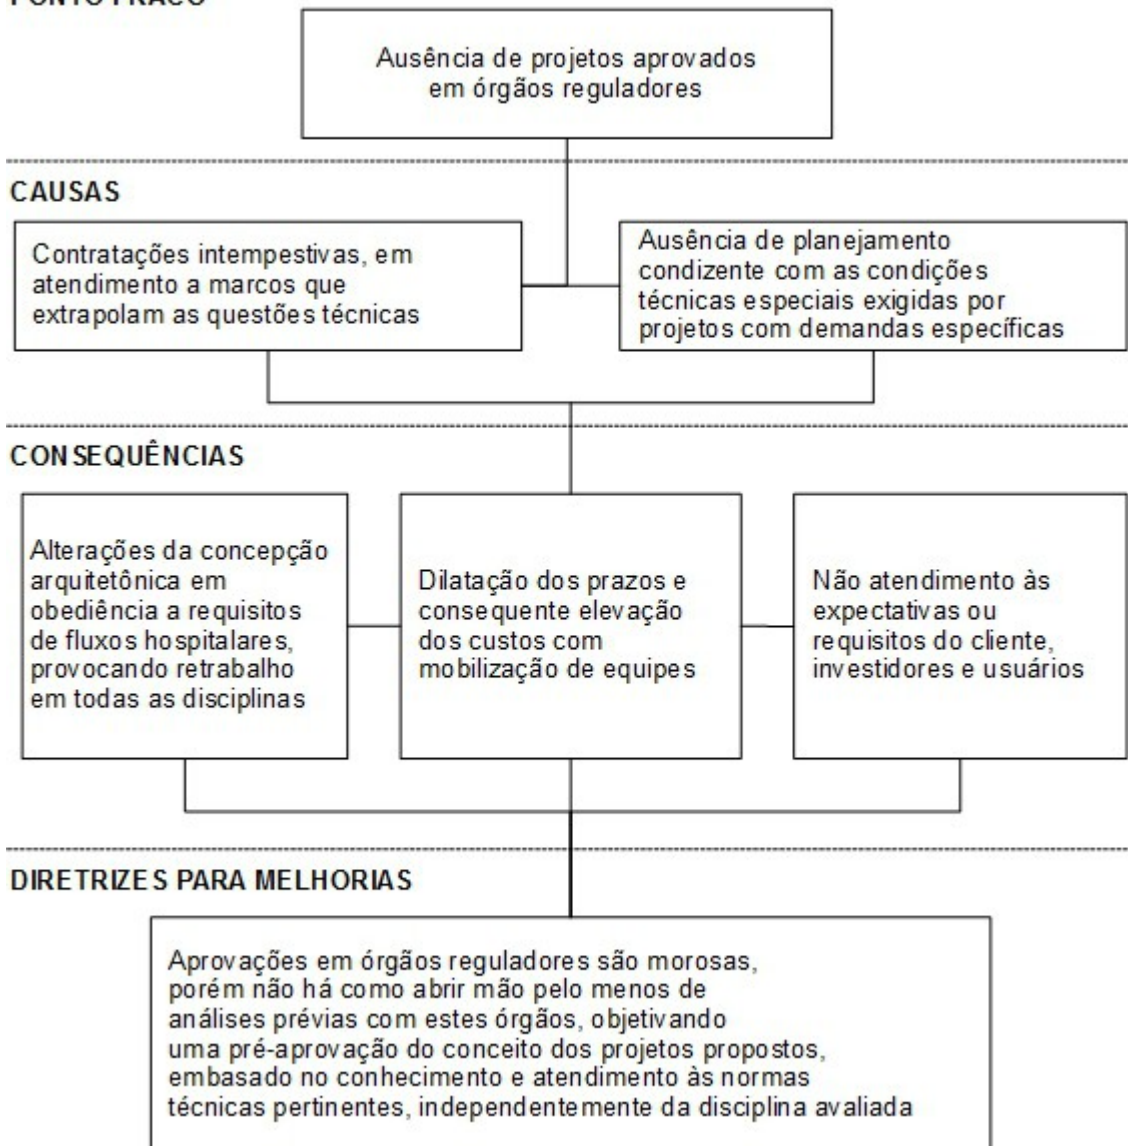 PONTO FRACO
Ausência de projetos aprovados
em órgãos reguladores
CAUSAS
Contratações intempestivas, em
atendimento a marcos que
extrapolam as questões técnicas
Ausência de planejamento
condizente com as condições
técnicas especiais exigidas por
projetos com demandas específicas
CONSEQUÊNCIAS
Alterações da concepção
arquitetônica em
obediência a requisitos
de fluxos hospitalares,
provocando retrabalho
em todas as disciplinas
Dilatação dos prazos e
consequente elevação
dos custos com
mobilização de equipes
Não atendimento às
expectativas ou
requisitos do cliente,
investidores e usuários
DIRETRIZES PARA MELHORIAS
Aprovações em órgãos reguladores são morosas,
porém não há como abrir mão pelo menos de
análises prévias com estes órgãos, objetivando
uma pré-aprovação do conceito dos projetos propostos,
embasado no conhecimento e atendimento às normas
técnicas pertinentes, independentemente da disciplina avaliada